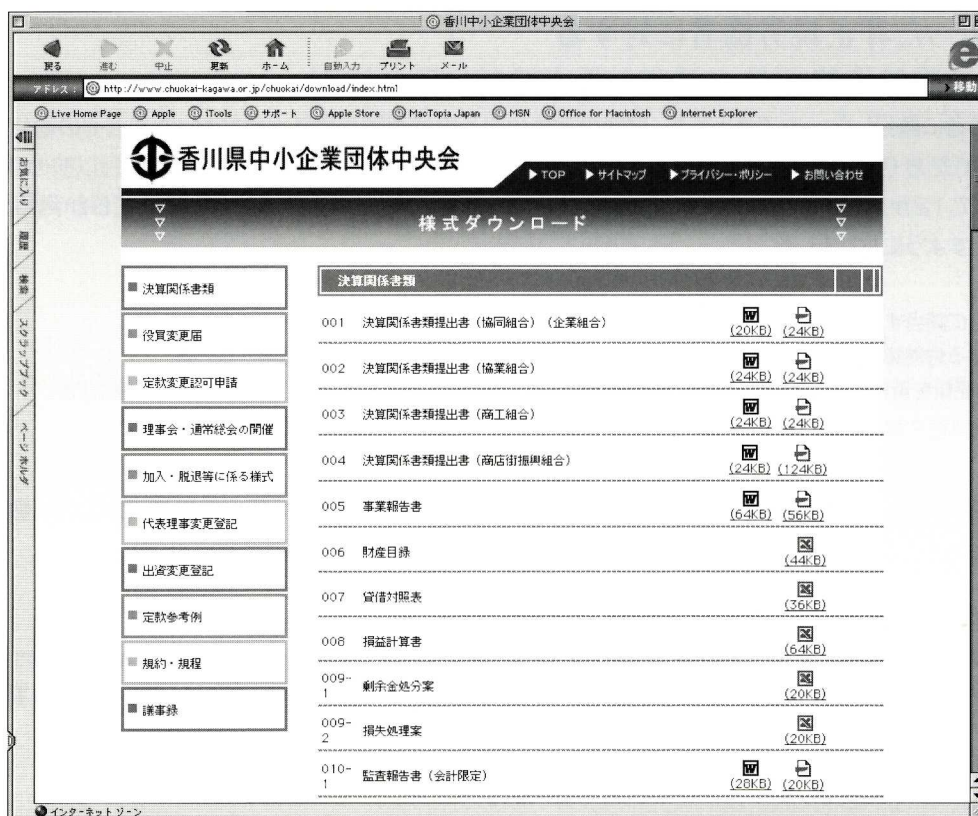 @ 香川中小企業団体中央会
戻る 進む 中止 更新 ホーム 自動入力 プリント メール
アドレス： @ http://www.chuokai-kagawa.or.jp/chuokai/download/index.html 移動
Live Home Page Apple iTools サポート Apple Store MacTopia Japan MSN Office for Macintosh Internet Explorer
お気に入り
履歴
検索
スクラップブック
ページ ホルダ
香川県中小企業団体中央会
▶TOP ▶サイトマップ ▶プライバシー・ポリシー ▶お問い合わせ
様式ダウンロード
決算関係書類
役員変更届
定款変更認可申請
理事会・通常総会の開催
加入・脱退等に係る様式
代表理事変更登記
出資変更登記
定款参考例
規約・規程
議事録
決算関係書類
001 決算関係書類提出書（協同組合）（企業組合） (20KB) (24KB)
002 決算関係書類提出書（協業組合） (24KB) (24KB)
003 決算関係書類提出書（商工組合） (24KB) (24KB)
004 決算関係書類提出書（商店街振興組合） (24KB) (124KB)
005 事業報告書 (64KB) (56KB)
006 財産目録 (44KB)
007 貸借対照表 (36KB)
008 損益計算書 (64KB)
009-1 剰余金処分案 (20KB)
009-2 損失処理案 (20KB)
010-1 監査報告書（会計限定） (28KB) (20KB)
インターネット ゾーン